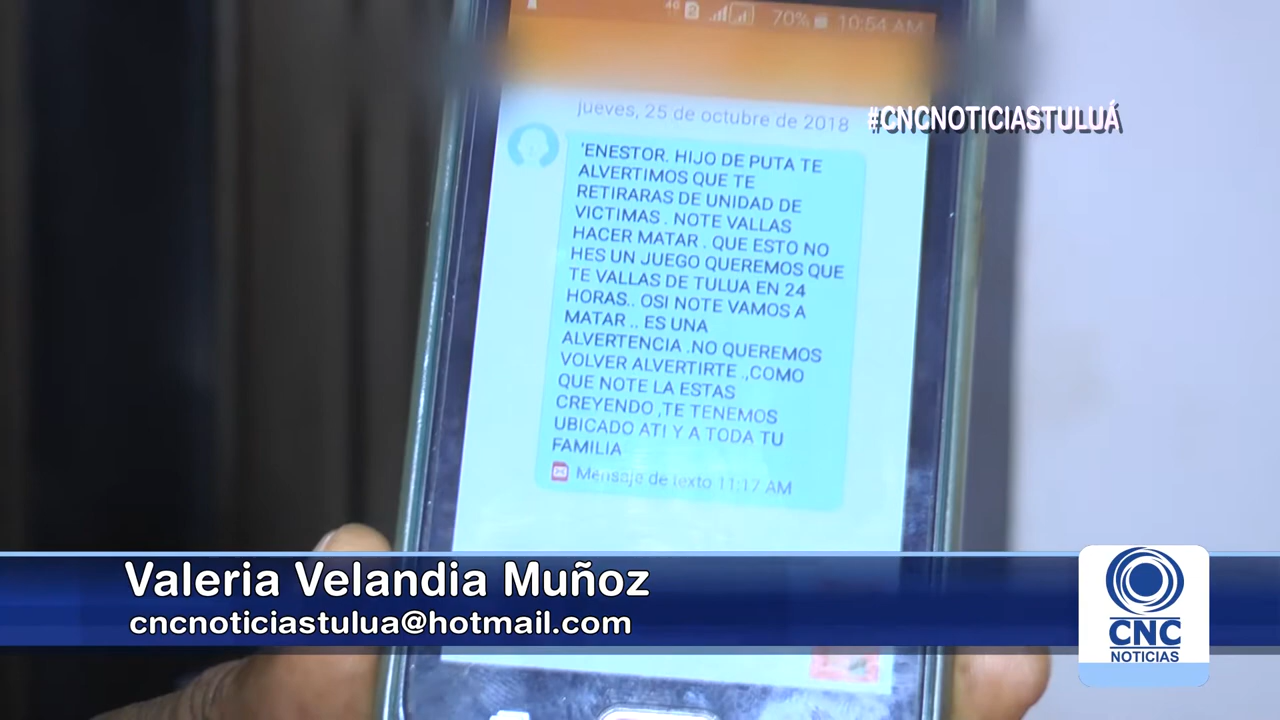 4G 2 70% 10:54 AM
jueves, 25 de octubre de 2018
#CNCNOTICIASTULUÁ
'ENESTOR. HIJO DE PUTA TE
ALVERTIMOS QUE TE
RETIRARAS DE UNIDAD DE
VICTIMAS . NOTE VALLAS
HACER MATAR . QUE ESTO NO
HES UN JUEGO QUEREMOS QUE
TE VALLAS DE TULUA EN 24
HORAS.. OSI NOTE VAMOS A
MATAR .. ES UNA
ALVERTENCIA .NO QUEREMOS
VOLVER ALVERTIRTE .,COMO
QUE NOTE LA ESTAS
CREYENDO ,TE TENEMOS
UBICADO ATI Y A TODA TU
FAMILIA
Mensaje de texto 11:17 AM
Valeria Velandia Muñoz
cncnoticiastulua@hotmail.com
CNC
NOTICIAS